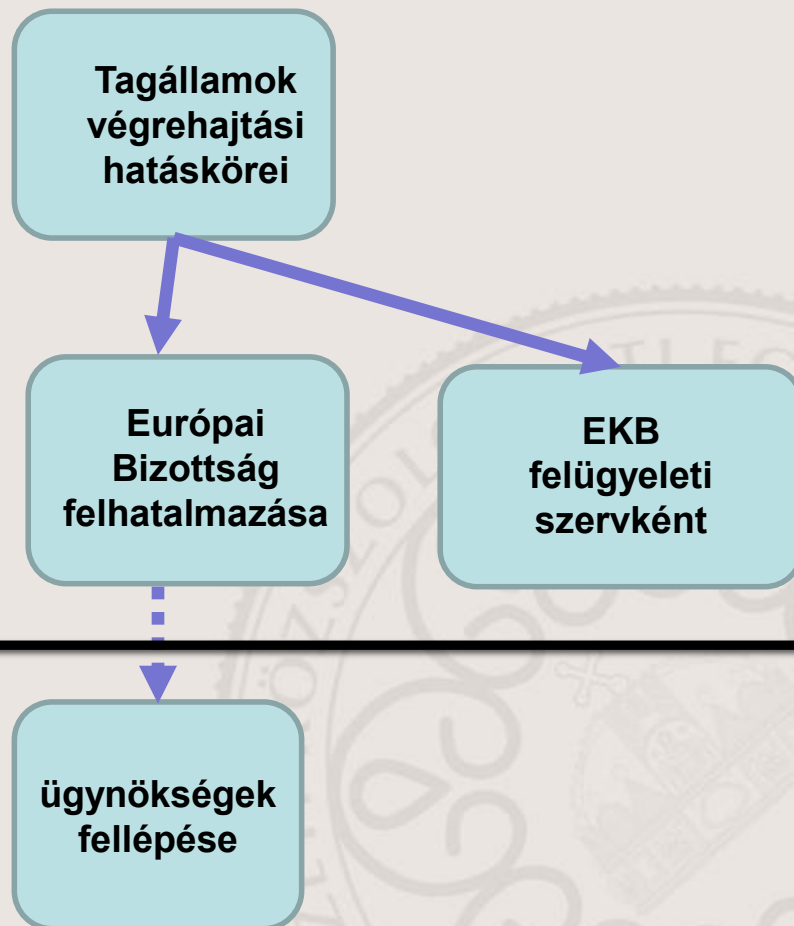 Tagállamok
végrehajtási
hatáskörei
Európai
Bizottság
felhatalmazása
EKB
felügyeleti
szervként
ügynökségek
fellépése